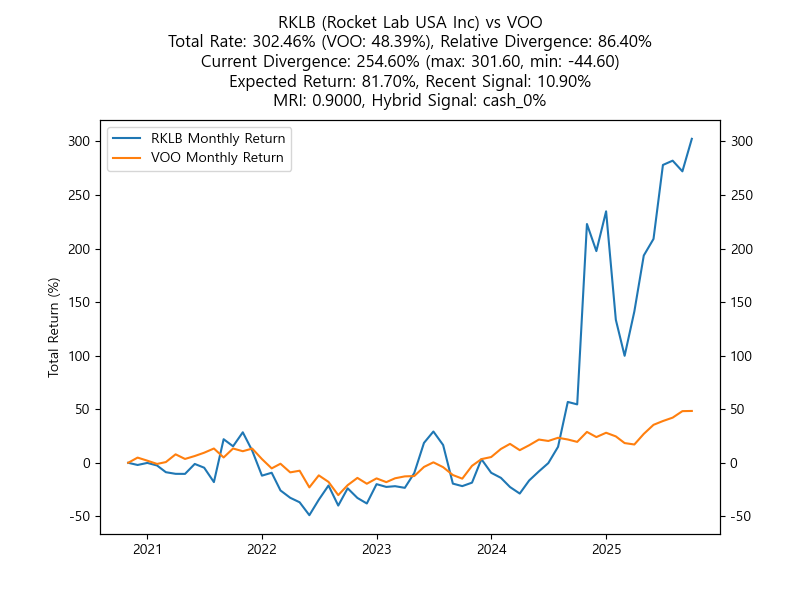 RKLB (Rocket Lab USA Inc) vs VOO
Total Rate: 302.46% (VOO: 48.39%), Relative Divergence: 86.40%
Current Divergence: 254.60% (max: 301.60, min: -44.60)
Expected Return: 81.70%, Recent Signal: 10.90%
MRI: 0.9000, Hybrid Signal: cash_0%
RKLB Monthly Return
VOO Monthly Return
Total Return (%)
300
250
200
150
100
50
0
-50
300
250
200
150
100
50
0
-50
2021 2022 2023 2024 2025